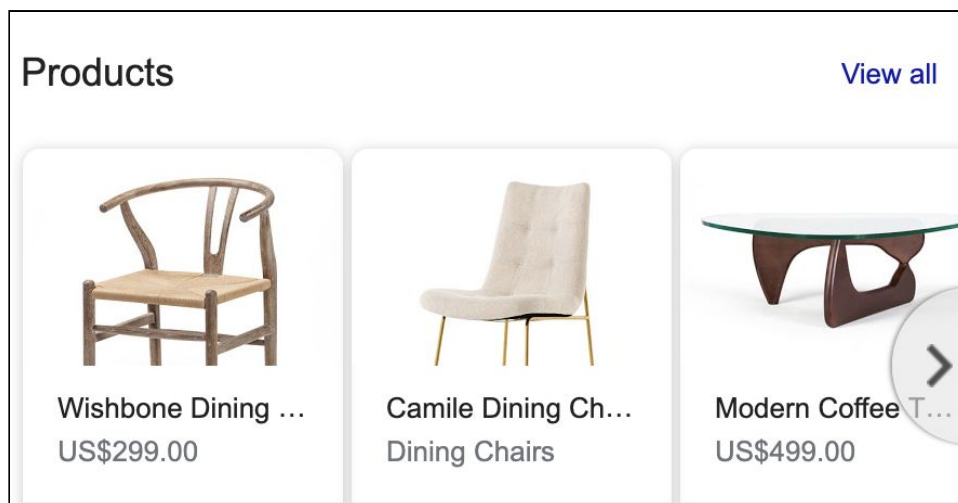 Products
View all
Wishbone Dining …
US$299.00
Camile Dining Ch…
Dining Chairs
Modern Coffee T…
US$499.00